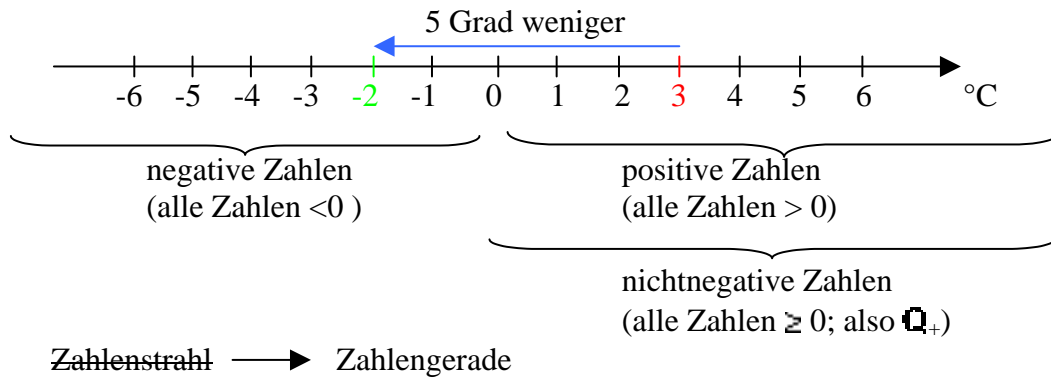 5 Grad weniger
-6 -5 -4 -3 -2 -1 0 1 2 3 4 5 6 °C
negative Zahlen
(alle Zahlen <0 )
positive Zahlen
(alle Zahlen > 0)
nichtnegative Zahlen
(alle Zahlen ≥ 0; also ℚ₊)
Zahlenstrahl → Zahlengerade